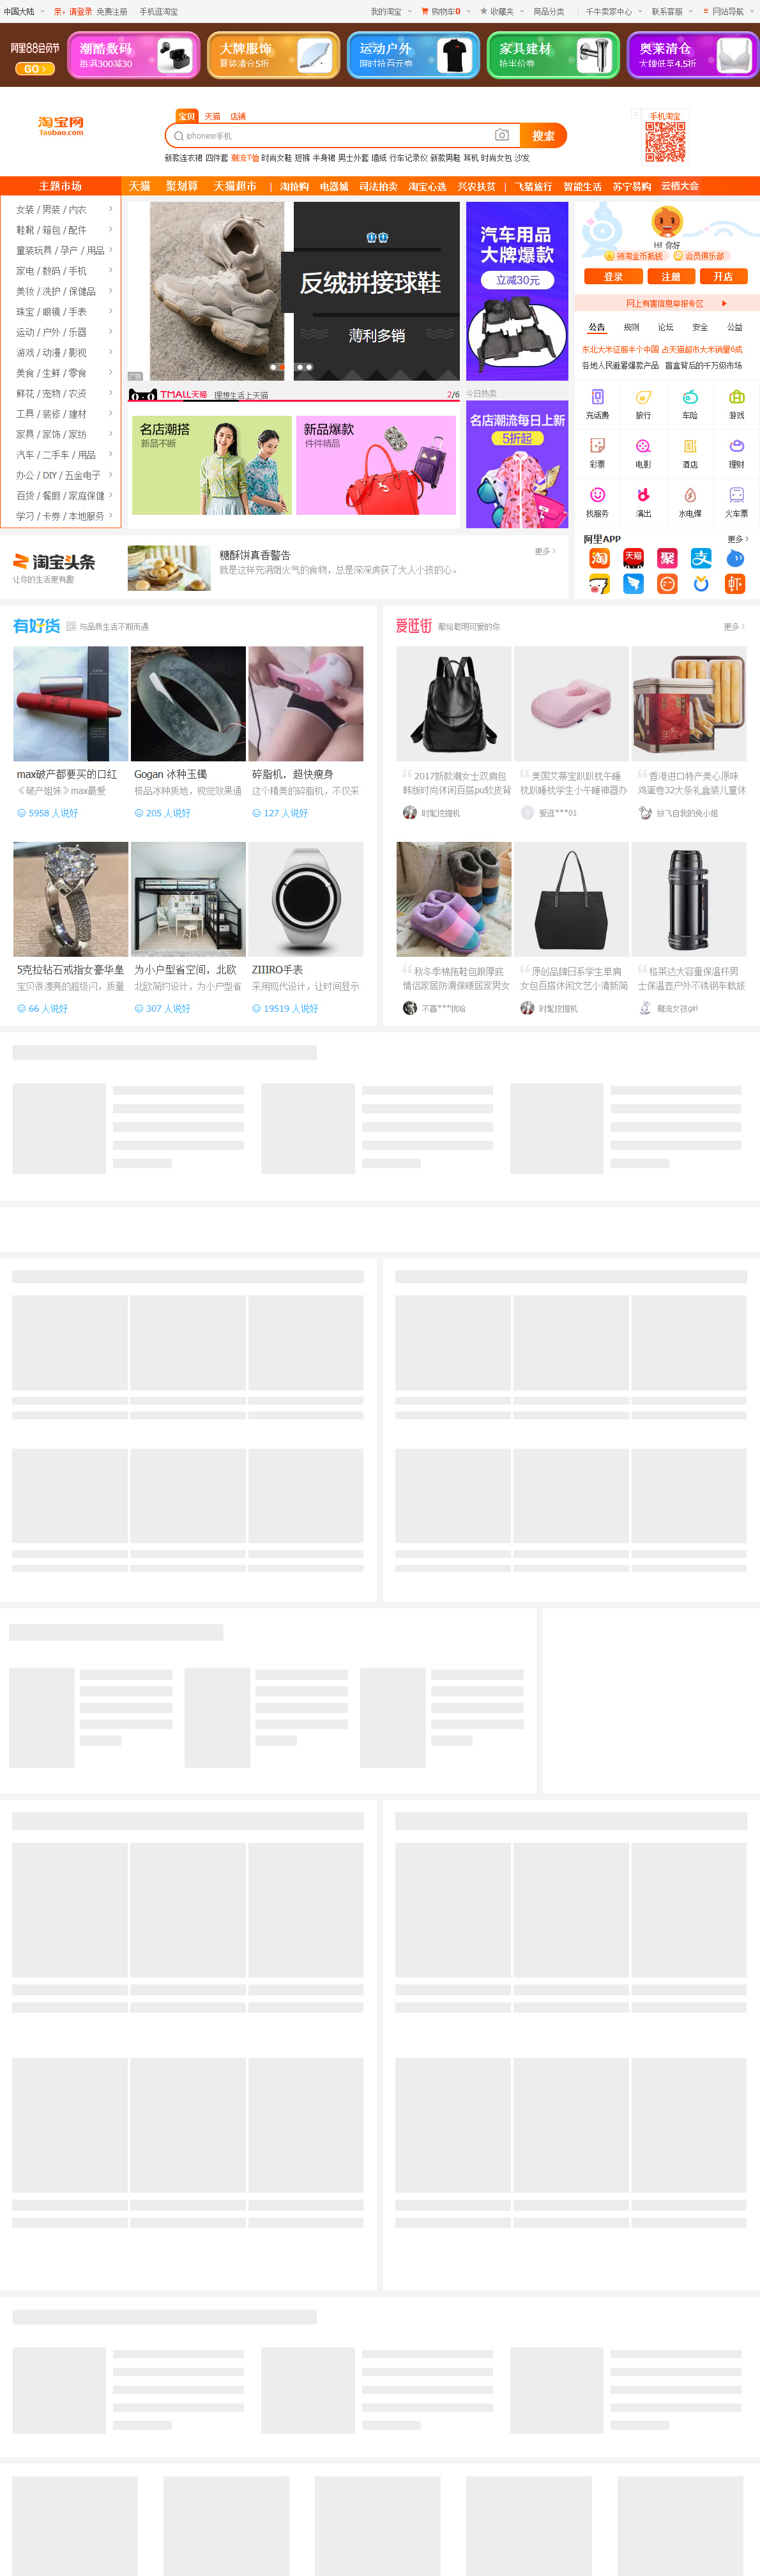 中国大陆 亲，请登录 免费注册 手机逛淘宝
我的淘宝 购物车0 收藏夹 商品分类 千牛卖家中心 联系客服 网站导航
阿里88会员节
GO >
潮酷数码
每满300减30
大牌服饰
夏装清仓5折
运动户外
限时抢百元券
家具建材
抢半价券
奥莱清仓
大牌低至4.5折
淘宝网
Taobao.com
宝贝 天猫 店铺
iphonexr手机
搜索
新款连衣裙 四件套 潮流T恤 时尚女鞋 短裤 半身裙 男士外套 墙纸 行车记录仪 新款男鞋 耳机 时尚女包 沙发
手机淘宝
主题市场
天猫 聚划算 天猫超市 | 淘抢购 电器城 司法拍卖 淘宝心选 兴农扶贫 | 飞猪旅行 智能生活 苏宁易购 云栖大会
女装 / 男装 / 内衣
鞋靴 / 箱包 / 配件
童装玩具 / 孕产 / 用品
家电 / 数码 / 手机
美妆 / 洗护 / 保健品
珠宝 / 眼镜 / 手表
运动 / 户外 / 乐器
游戏 / 动漫 / 影视
美食 / 生鲜 / 零食
鲜花 / 宠物 / 农资
工具 / 装修 / 建材
家具 / 家饰 / 家纺
汽车 / 二手车 / 用品
办公 / DIY / 五金电子
百货 / 餐厨 / 家庭保健
学习 / 卡券 / 本地服务
反绒拼接球鞋
薄利多销
广告
汽车用品
大牌爆款
立减30元
TMALL天猫 理想生活上天猫
2/6
名店潮搭
新品不断
新品爆款
件件精品
今日热卖
名店潮流每日上新
5折起
Hi! 你好
领淘金币抵钱 会员俱乐部
登录 注册 开店
网上有害信息举报专区
公告 规则 论坛 安全 公益
东北大米征服半个中国 占天猫超市大米销量6成
各地人民避暑爆款产品 盲盒背后的千万级市场
充话费 旅行 车险 游戏
彩票 电影 酒店 理财
找服务 演出 水电煤 火车票
阿里APP
更多
淘 天猫 聚 支
虾
淘宝头条
让你的生活更有趣
糖酥饼真香警告
就是这样充满烟火气的食物，总是深深虏获了大人小孩的心。
更多
有好货
与品质生活不期而遇
max破产都要买的口红
《破产姐妹》max最爱
5958 人说好
Gogan 冰种玉镯
极品冰种质地，视觉效果通
205 人说好
碎脂机，超快瘦身
这个精美的碎脂机，不仅采
127 人说好
5克拉钻石戒指女豪华皇
宝贝很漂亮的超级闪，质量
66 人说好
为小户型省空间，北欧
北欧简约设计，为小户型省
307 人说好
ZIIIRO手表
采用现代设计，让时间显示
19519 人说好
爱逛街
献给聪明可爱的你
更多
2017新款潮女士双肩包
韩版时尚休闲百搭pu软皮背
时髦挖掘机
美国艾蒂宝趴趴枕午睡
枕趴睡枕学生小午睡神器办
爱逛***01
香港进口特产美心原味
鸡蛋卷32大条礼盒装儿童休
放飞自我的兔小姐
秋冬季棉拖鞋包跟厚底
情侣家居防滑保暖居家男女
不喜***犹哈
原创品牌日系学生单肩
女包百搭休闲文艺小清新简
时髦挖掘机
格莱达大容量保温杯男
士保温壶户外不锈钢车载旅
潮流女孩girl